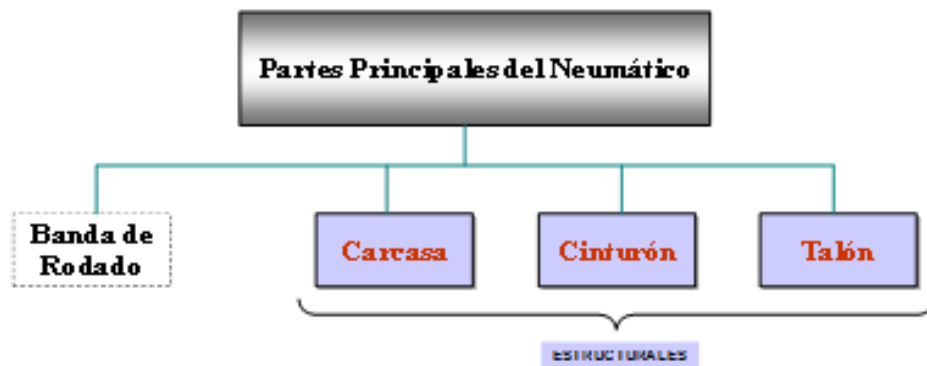 Partes Principales del Neumático
Banda de
Rodado
Carcasa
Cinturón
Talón
ESTRUCTURALES